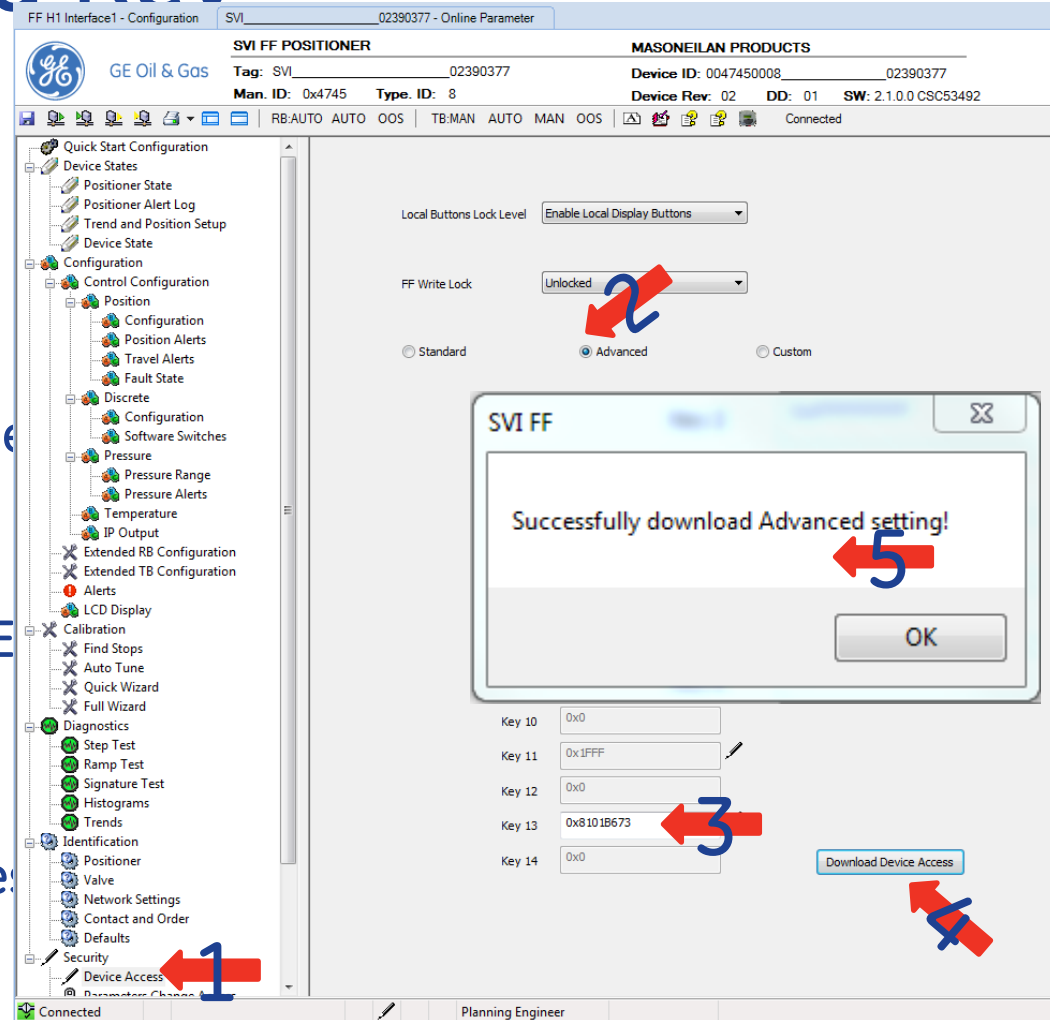 FF H1 Interface1 - Configuration SVI_______________02390377 - Online Parameter
GE Oil & Gas
SVI FF POSITIONER MASONEILAN PRODUCTS
Tag: SVI_______________02390377 Device ID: 0047450008_______________02390377
Man. ID: 0x4745 Type. ID: 8 Device Rev: 02 DD: 01 SW: 2.1.0.0 CSC53492
RB:AUTO AUTO OOS TB:MAN AUTO MAN OOS Connected
Quick Start Configuration
Device States
Positioner State
Positioner Alert Log
Trend and Position Setup
Device State
Configuration
Control Configuration
Position
Configuration
Position Alerts
Travel Alerts
Fault State
Discrete
Configuration
Software Switches
Pressure
Pressure Range
Pressure Alerts
Temperature
IP Output
Extended RB Configuration
Extended TB Configuration
Alerts
LCD Display
Calibration
Find Stops
Auto Tune
Quick Wizard
Full Wizard
Diagnostics
Step Test
Ramp Test
Signature Test
Histograms
Trends
Identification
Positioner
Valve
Network Settings
Contact and Order
Defaults
Security
Device Access
1
Local Buttons Lock Level Enable Local Display Buttons
FF Write Lock Unlocked
2
Standard Advanced Custom
SVI FF
Successfully download Advanced setting!
5
OK
Key 10 0x0
Key 11 0x1FFF
Key 12 0x0
Key 13 0x8101B673
3
Key 14 0x0
Download Device Access
4
Connected Planning Engineer